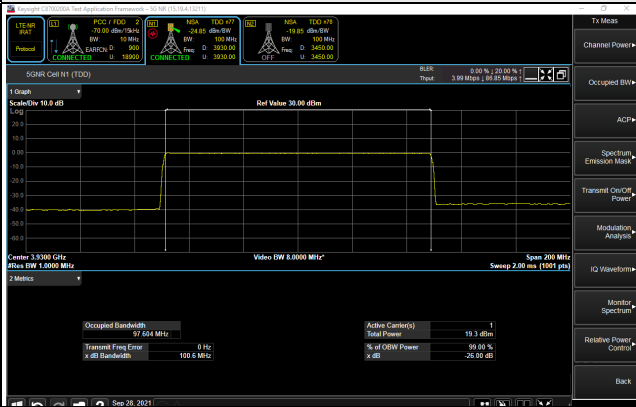 Keysight C8700200A Test Application Framework – 5G NR (15.19.4.13211)
Tx Meas
LTE/NR
IRAT
Protocol
L1
PCC / FDD 2
-70.00 dBm/15kHz
BW: 10 MHz
EARFCN: D: 900
CONNECTED U: 18900
N1
NSA TDD n77
-24.85 dBm/BW
BW: 100 MHz
Freq: D: 3930.00
CONNECTED U: 3930.00
N2
NSA TDD n78
-19.85 dBm/BW
BW: 100 MHz
Freq: D: 3450.00
OFF U: 3450.00
5GNR Cell N1 (TDD)
BLER: 0.00 % ↓ 20.00 % ↑
Thput: 3.99 Mbps ↓ 86.85 Mbps ↑
1 Graph
Scale/Div 10.0 dB
Ref Value 30.00 dBm
Log
20.0
10.0
0.00
-10.0
-20.0
-30.0
-40.0
-50.0
-60.0
Center 3.9300 GHz
Video BW 8.0000 MHz*
Span 200 MHz
#Res BW 1.0000 MHz
Sweep 2.00 ms (1001 pts)
2 Metrics
Occupied Bandwidth
97.604 MHz
Transmit Freq Error 0 Hz
x dB Bandwidth 100.6 MHz
Active Carrier(s) 1
Total Power 19.3 dBm
% of OBW Power 99.00 %
x dB -26.00 dB
Channel Power
Occupied BW
ACP
Spectrum
Emission Mask
Transmit On/Off
Power
Modulation
Analysis
IQ Waveform
Monitor
Spectrum
Relative Power
Control
Back
Sep 28, 2021